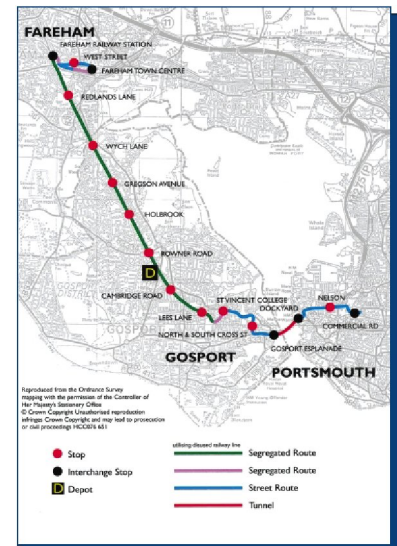 FAREHAM
FAREHAM RAILWAY STATION
WEST STREET
FAREHAM TOWN CENTRE
REDLANDS LANE
WYCH LANE
GREGSON AVENUE
HOLBROOK
ROWNER ROAD
D
CAMBRIDGE ROAD
ST VINCENT COLLEGE
NELSON
DOCKYARD
LEES LANE
COMMERCIAL RD
GOSPORT
NORTH & SOUTH CROSS ST
GOSPORT ESPLANADE
GOSPORT
PORTSMOUTH
Reproduced from the Ordnance Survey
mapping with the permission of the Controller of
Her Majesty's Stationery Office
© Crown Copyright Unauthorised reproduction
infringes Crown Copyright and may lead to prosecution
or civil proceedings HCC076 651
utilising disused railway line
Stop
Segregated Route
Interchange Stop
Segregated Route
D Depot
Street Route
Tunnel